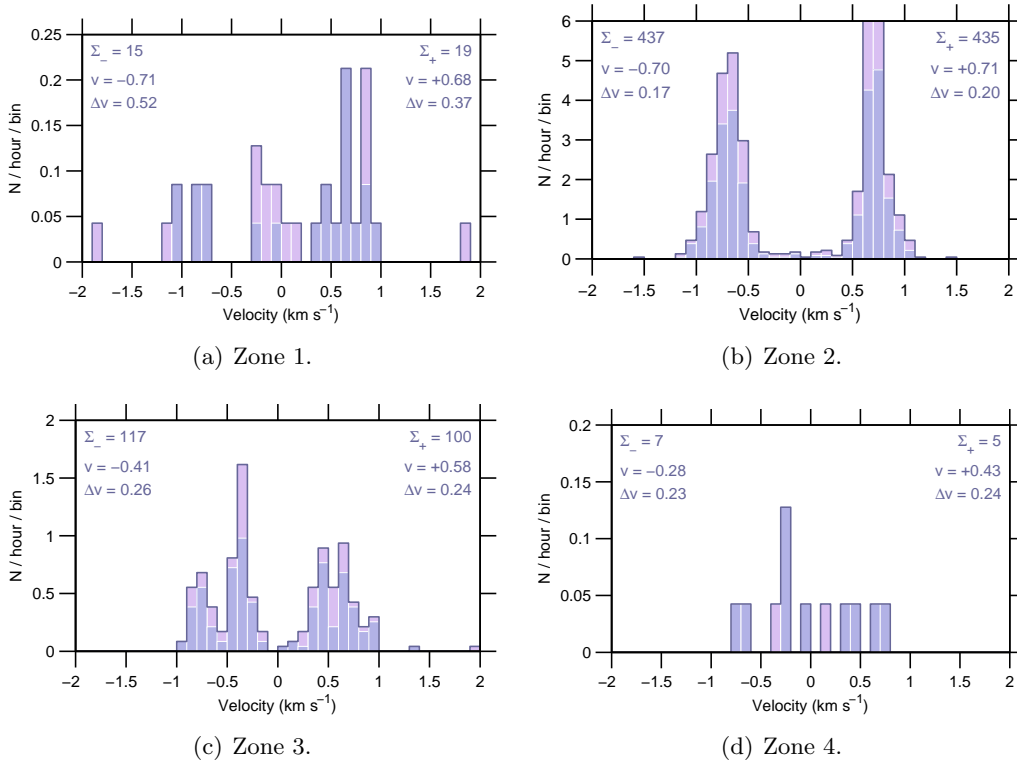 0.25
0.2
0.15
0.1
0.05
0
N / hour / bin
Σ₋ = 15
v = −0.71
Δv = 0.52
Σ₊ = 19
v = +0.68
Δv = 0.37
−2 −1.5 −1 −0.5 0 0.5 1 1.5 2
Velocity (km s⁻¹)
(a) Zone 1.
6
5
4
3
2
1
0
N / hour / bin
Σ₋ = 437
v = −0.70
Δv = 0.17
Σ₊ = 435
v = +0.71
Δv = 0.20
−2 −1.5 −1 −0.5 0 0.5 1 1.5 2
Velocity (km s⁻¹)
(b) Zone 2.
2
1.5
1
0.5
0
N / hour / bin
Σ₋ = 117
v = −0.41
Δv = 0.26
Σ₊ = 100
v = +0.58
Δv = 0.24
−2 −1.5 −1 −0.5 0 0.5 1 1.5 2
Velocity (km s⁻¹)
(c) Zone 3.
0.2
0.15
0.1
0.05
0
N / hour / bin
Σ₋ = 7
v = −0.28
Δv = 0.23
Σ₊ = 5
v = +0.43
Δv = 0.24
−2 −1.5 −1 −0.5 0 0.5 1 1.5 2
Velocity (km s⁻¹)
(d) Zone 4.